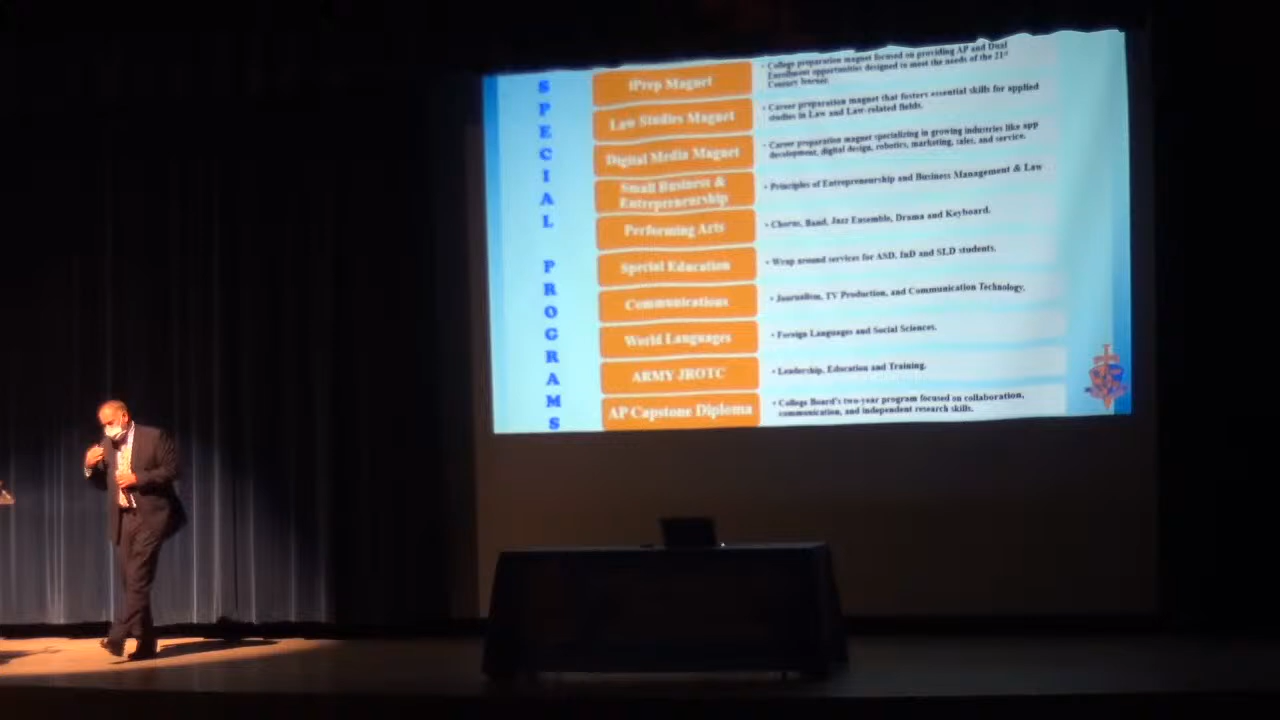 SPECIAL PROGRAMS
iPrep Magnet
• College preparation magnet focused on providing AP and Dual
Enrollment opportunities designed to meet the needs of the 21st
Century learner.
Law Studies Magnet
• Career preparation magnet that fosters essential skills for applied
studies in Law and Law-related fields.
Digital Media Magnet
• Career preparation magnet specializing in growing industries like app
development, digital design, robotics, marketing, sales, and service.
Small Business &
Entrepreneurship
• Principles of Entrepreneurship and Business Management & Law
Performing Arts
• Chorus, Band, Jazz Ensemble, Drama and Keyboard.
Special Education
• Wrap around services for ASD, InD and SLD students.
Communications
• Journalism, TV Production, and Communication Technology.
World Languages
• Foreign Languages and Social Sciences.
ARMY JROTC
• Leadership, Education and Training.
AP Capstone Diploma
• College Board's two-year program focused on collaboration,
communication, and independent research skills.